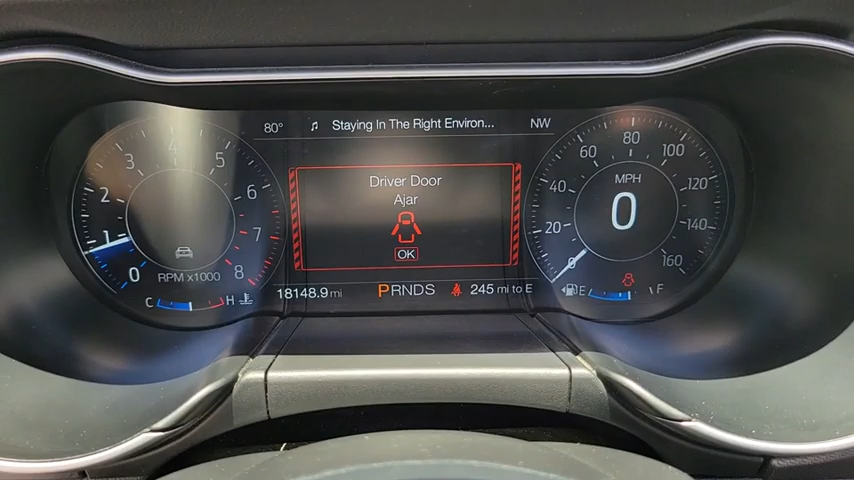 80° Staying In The Right Environ... NW
Driver Door
Ajar
OK
0 1 2 3 4 5 6 7 8
RPM x1000
C H
0 20 40 60 80 100 120 140 160
MPH
0
18148.9 mi PRNDS 245 mi to E
E F